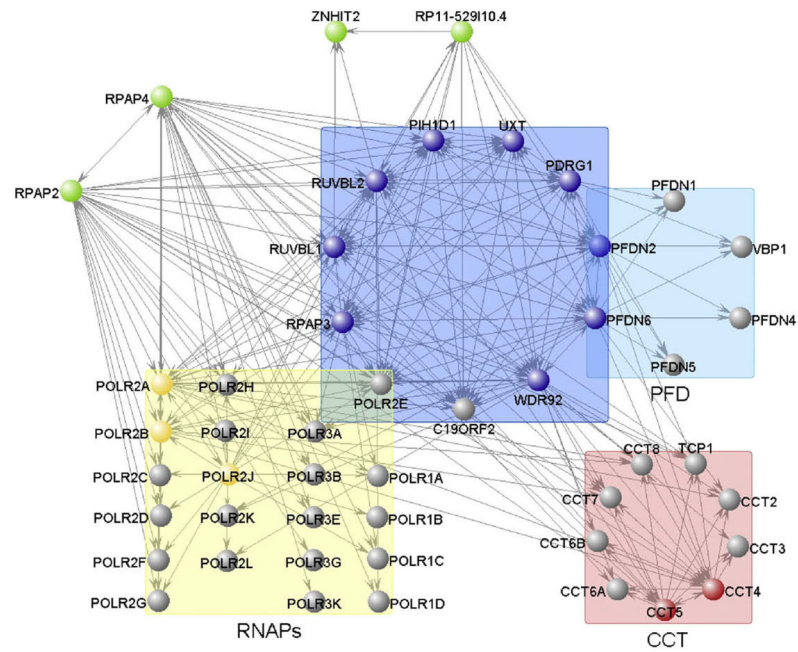 ZNHIT2
RP11-529I10.4
RPAP4
PIH1D1
UXT
PDRG1
RUVBL2
PFDN1
RPAP2
RUVBL1
PFDN2
VBP1
RPAP3
PFDN6
PFDN4
PFDN5
POLR2A
POLR2H
POLR2E
WDR92
PFD
C19ORF2
POLR2B
POLR2I
POLR3A
CCT8
TCP1
POLR2C
POLR2J
POLR3B
POLR1A
CCT7
CCT2
POLR2D
POLR2K
POLR3E
POLR1B
CCT6B
CCT3
POLR2F
POLR2L
POLR3G
POLR1C
CCT6A
CCT4
POLR2G
POLR3K
POLR1D
CCT5
RNAPs
CCT